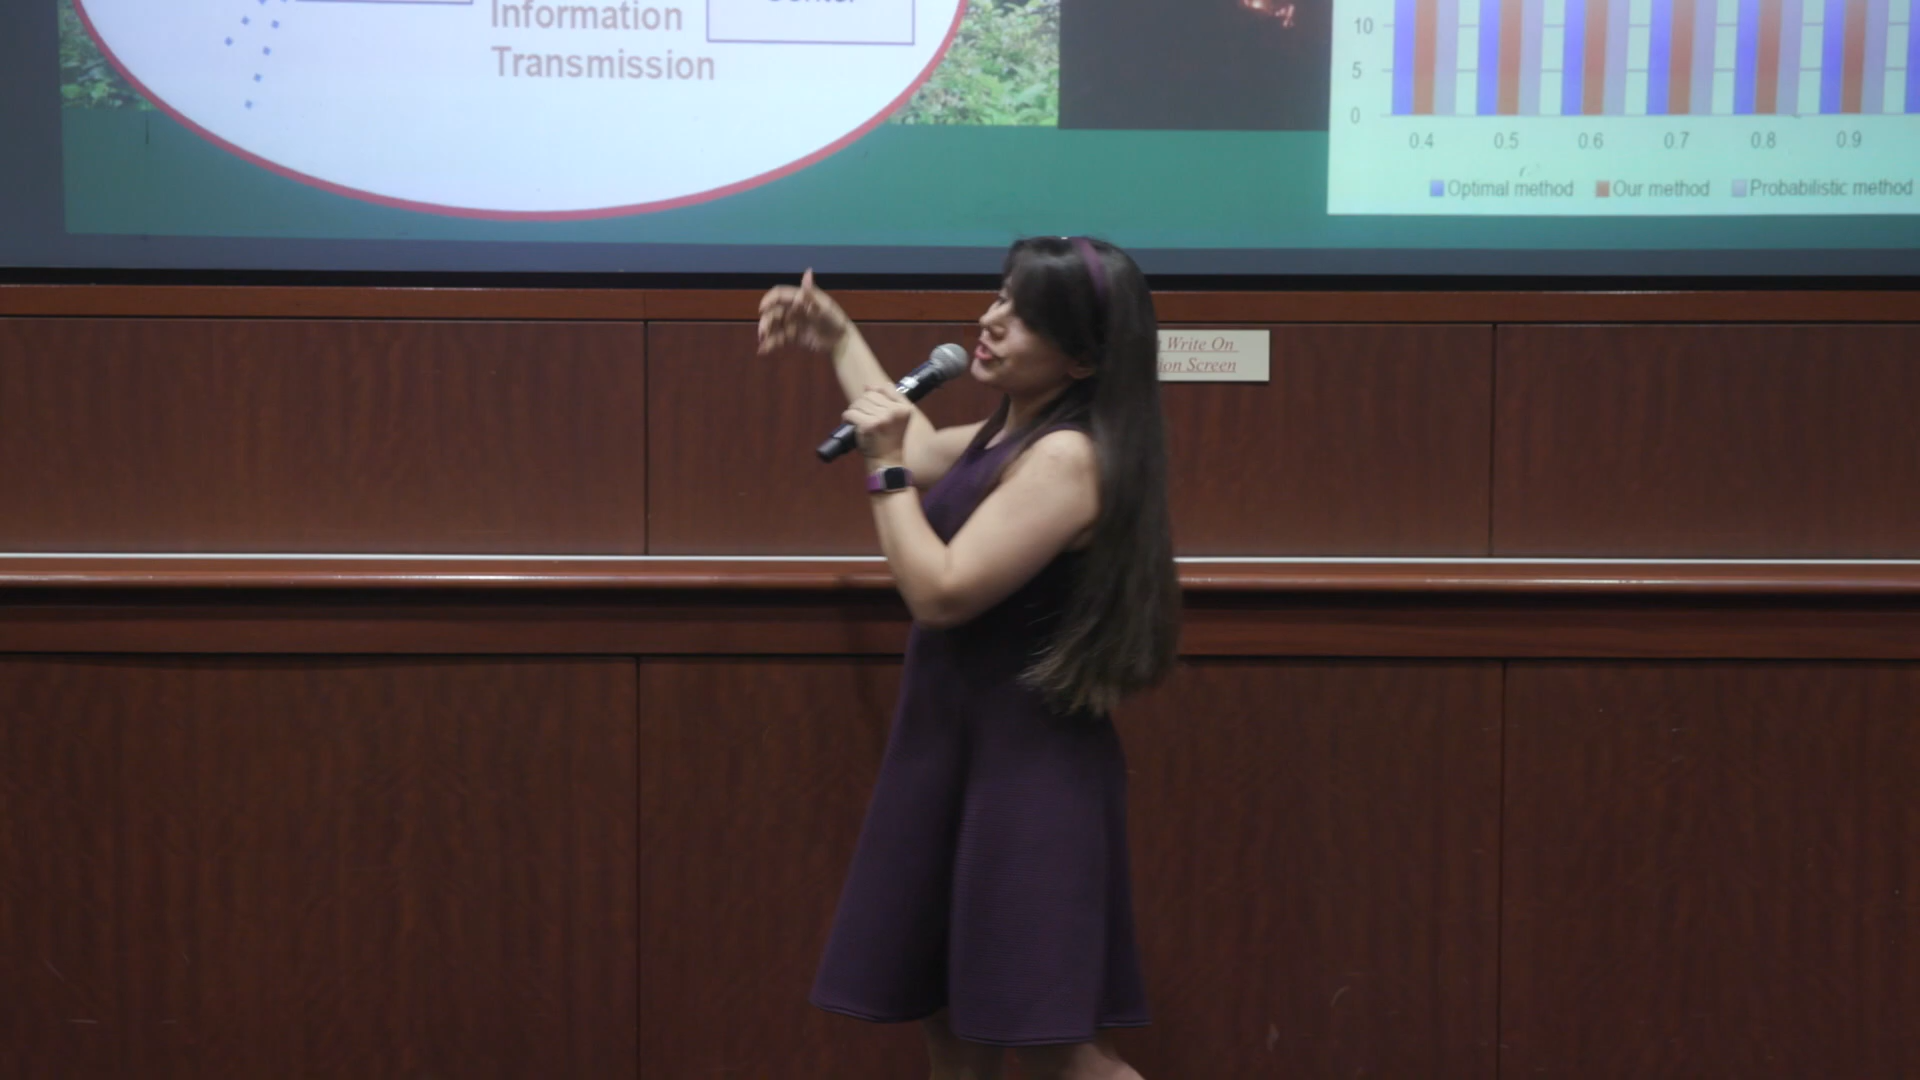 Information
Transmission
10
5
0
0.4 0.5 0.6 0.7 0.8 0.9
Optimal method Our method Probabilistic method
Write On
ion Screen